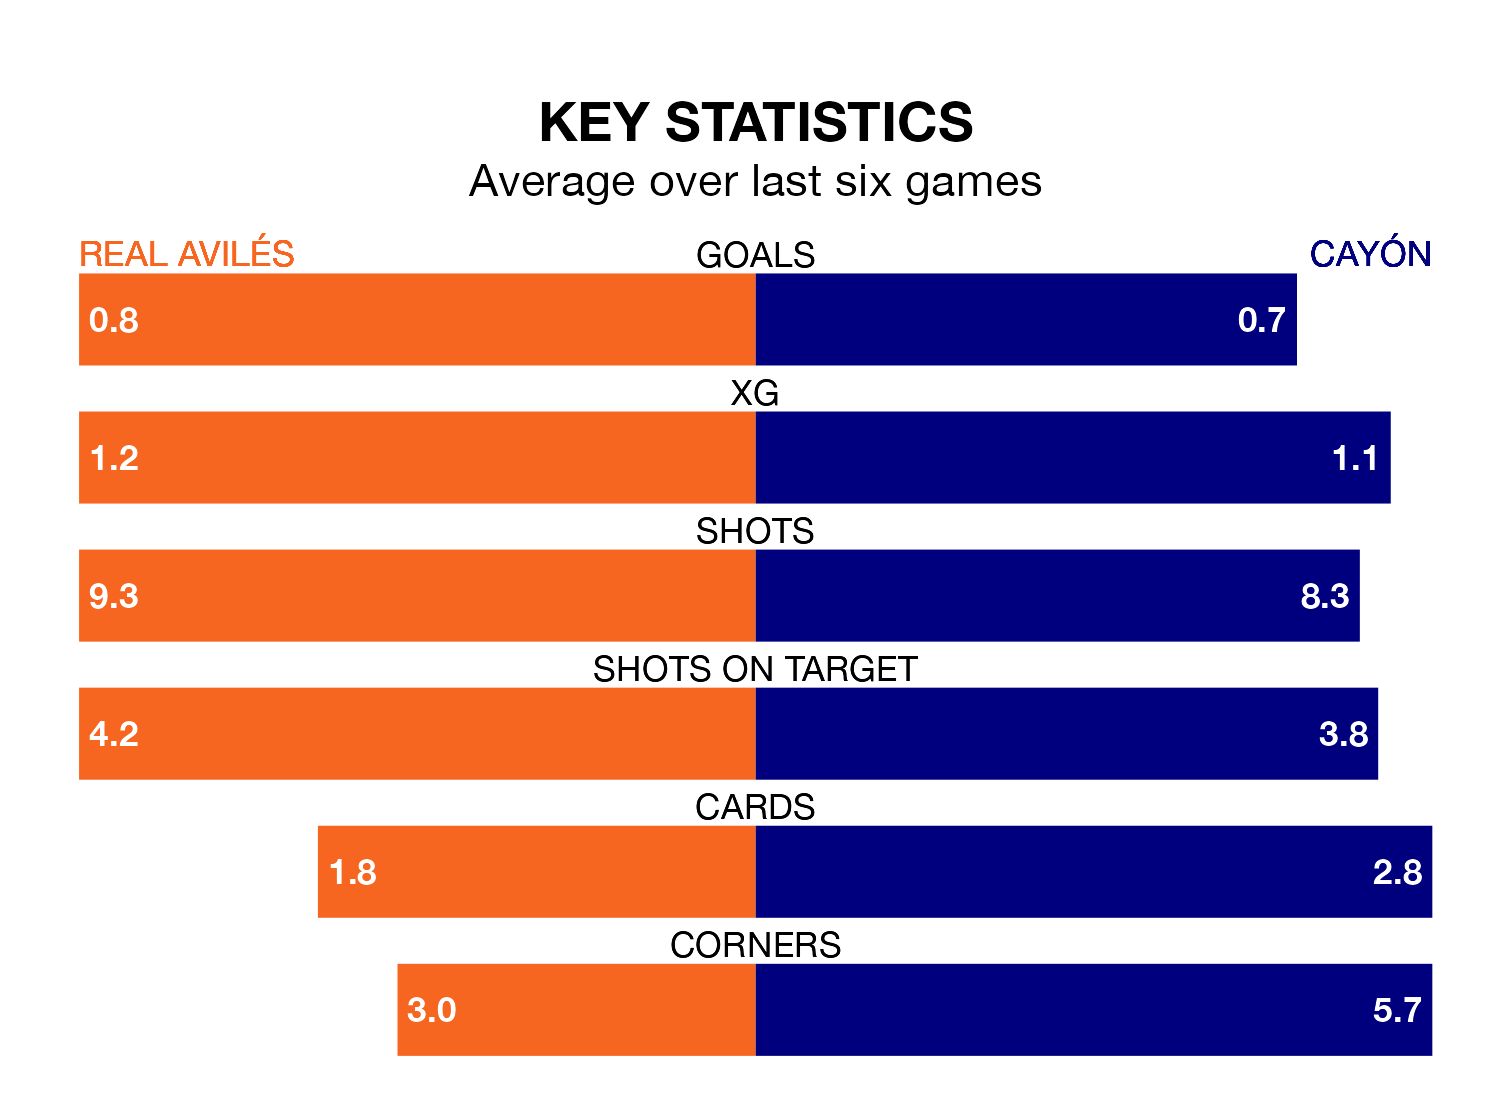 KEY STATISTICS
Average over last six games
REAL AVILÉS GOALS CAYÓN
0.8 0.7
XG
1.2 1.1
SHOTS
9.3 8.3
SHOTS ON TARGET
4.2 3.8
CARDS
1.8 2.8
CORNERS
3.0 5.7